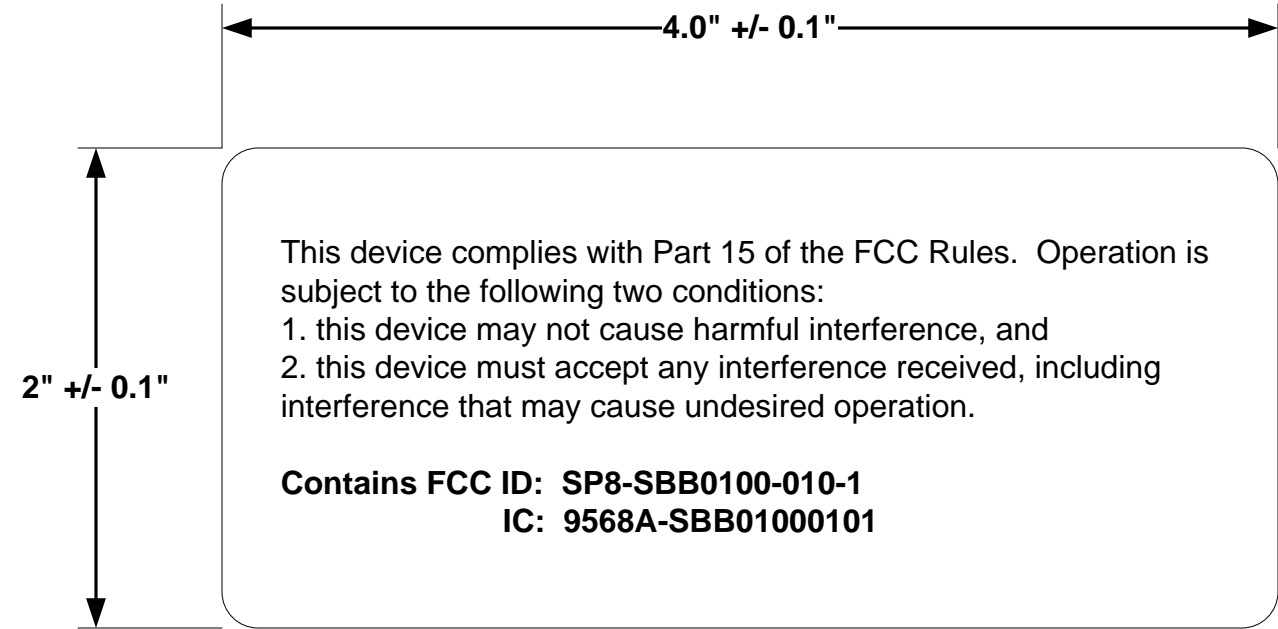 4.0" +/- 0.1"
This device complies with Part 15 of the FCC Rules.  Operation is
subject to the following two conditions:
1. this device may not cause harmful interference, and
2. this device must accept any interference received, including
interference that may cause undesired operation.
2" +/- 0.1"
Contains FCC ID:  SP8-SBB0100-010-1
IC:  9568A-SBB01000101